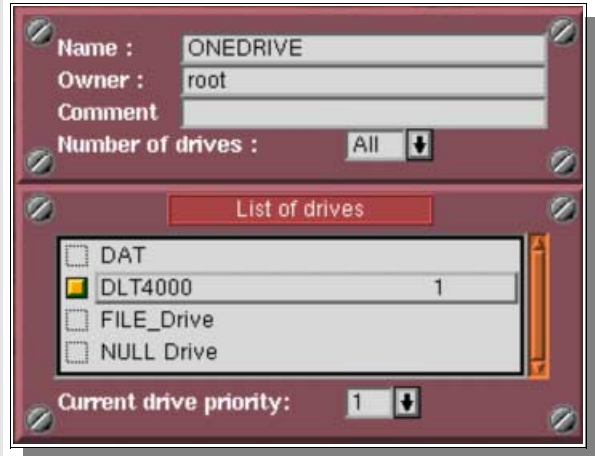 Name : ONEDRIVE
Owner : root
Comment
Number of drives : All
List of drives
DAT
DLT4000 1
FILE_Drive
NULL Drive
Current drive priority: 1